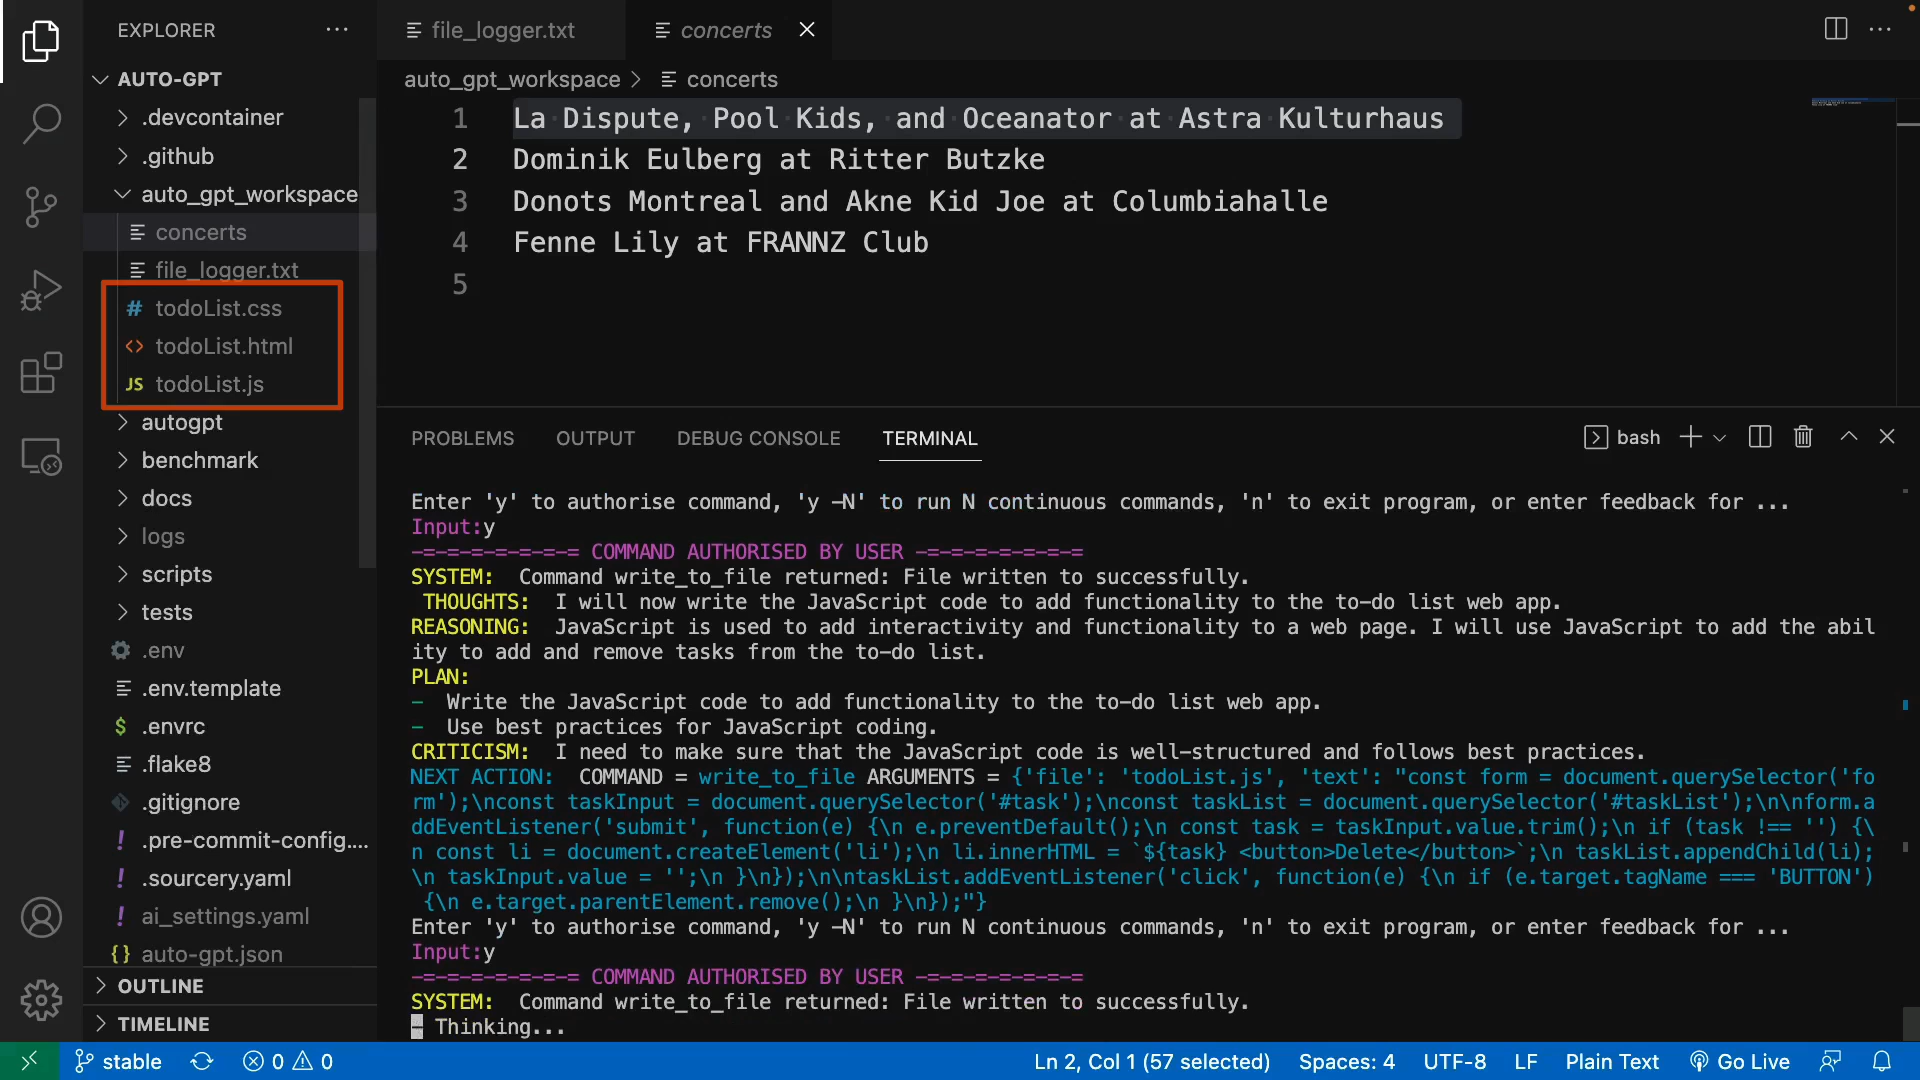 EXPLORER
AUTO-GPT
.devcontainer
.github
auto_gpt_workspace
concerts
file_logger.txt
# todoList.css
<> todoList.html
JS todoList.js
autogpt
benchmark
docs
logs
scripts
tests
.env
.env.template
$ .envrc
.flake8
.gitignore
! .pre-commit-config....
! .sourcery.yaml
! ai_settings.yaml
{} auto-gpt.json
OUTLINE
TIMELINE
file_logger.txt
concerts
auto_gpt_workspace > concerts
1 La Dispute, Pool Kids, and Oceanator at Astra Kulturhaus
2 Dominik Eulberg at Ritter Butzke
3 Donots Montreal and Akne Kid Joe at Columbiahalle
4 Fenne Lily at FRANNZ Club
5
PROBLEMS OUTPUT DEBUG CONSOLE TERMINAL
bash
Enter 'y' to authorise command, 'y -N' to run N continuous commands, 'n' to exit program, or enter feedback for ...
Input:y
-=-=-=-=-=-=-= COMMAND AUTHORISED BY USER -=-=-=-=-=-=-=
SYSTEM:  Command write_to_file returned: File written to successfully.
THOUGHTS:  I will now write the JavaScript code to add functionality to the to-do list web app.
REASONING:  JavaScript is used to add interactivity and functionality to a web page. I will use JavaScript to add the abil
ity to add and remove tasks from the to-do list.
PLAN:
-  Write the JavaScript code to add functionality to the to-do list web app.
-  Use best practices for JavaScript coding.
CRITICISM:  I need to make sure that the JavaScript code is well-structured and follows best practices.
NEXT ACTION:  COMMAND = write_to_file ARGUMENTS = {'file': 'todoList.js', 'text': "const form = document.querySelector('fo
rm');\nconst taskInput = document.querySelector('#task');\nconst taskList = document.querySelector('#taskList');\n\nform.a
ddEventListener('submit', function(e) {\n e.preventDefault();\n const task = taskInput.value.trim();\n if (task !== '') {\
n const li = document.createElement('li');\n li.innerHTML = `${task} <button>Delete</button>`;\n taskList.appendChild(li);
\n taskInput.value = '';\n }\n});\n\ntaskList.addEventListener('click', function(e) {\n if (e.target.tagName === 'BUTTON')
{\n e.target.parentElement.remove();\n }\n});"}
Enter 'y' to authorise command, 'y -N' to run N continuous commands, 'n' to exit program, or enter feedback for ...
Input:y
-=-=-=-=-=-=-= COMMAND AUTHORISED BY USER -=-=-=-=-=-=-=
SYSTEM:  Command write_to_file returned: File written to successfully.
Thinking...
stable 0 0 Ln 2, Col 1 (57 selected) Spaces: 4 UTF-8 LF Plain Text Go Live